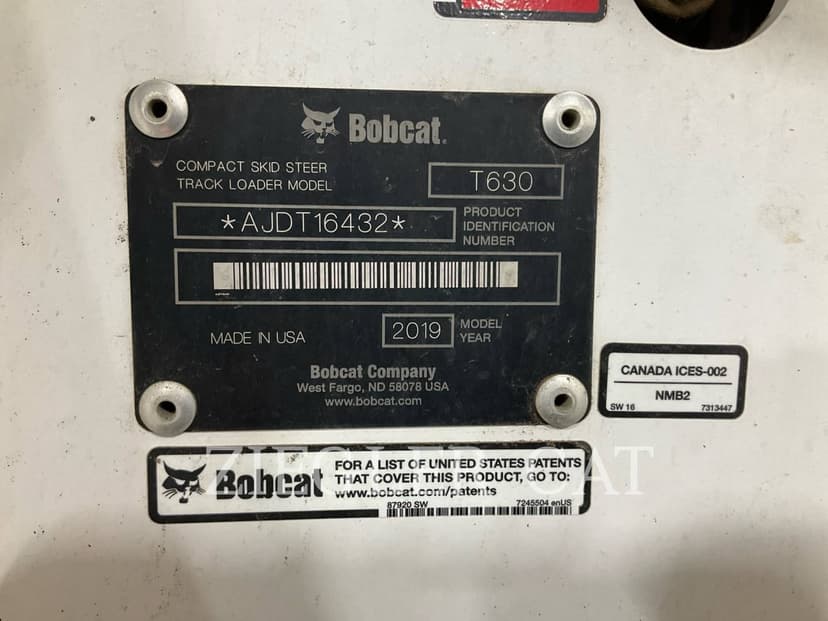 Bobcat.
COMPACT SKID STEER
TRACK LOADER MODEL
T630
*AJDT16432*
PRODUCT
IDENTIFICATION
NUMBER
MADE IN USA
2019
MODEL
YEAR
Bobcat Company
West Fargo, ND 58078 USA
www.bobcat.com
CANADA ICES-002
NMB2
SW 16 7313447
ZIEGLER CAT
Bobcat
FOR A LIST OF UNITED STATES PATENTS
THAT COVER THIS PRODUCT, GO TO:
www.bobcat.com/patents
87920 SW 7245504 enUS